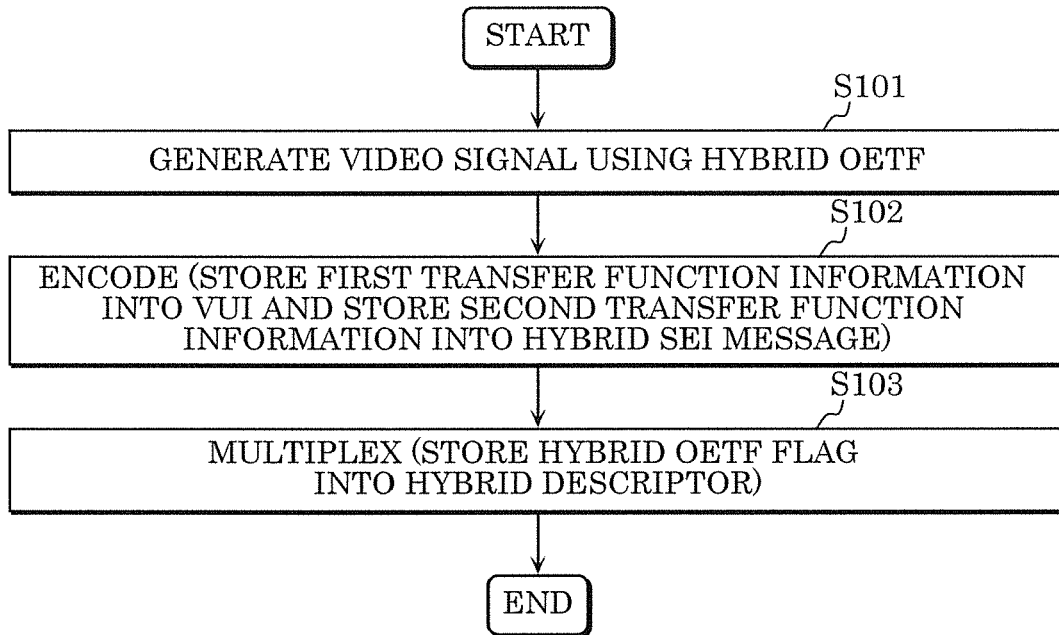 START
S101
GENERATE VIDEO SIGNAL USING HYBRID OETF
S102
ENCODE (STORE FIRST TRANSFER FUNCTION INFORMATION
INTO VUI AND STORE SECOND TRANSFER FUNCTION
INFORMATION INTO HYBRID SEI MESSAGE)
S103
MULTIPLEX (STORE HYBRID OETF FLAG
INTO HYBRID DESCRIPTOR)
END